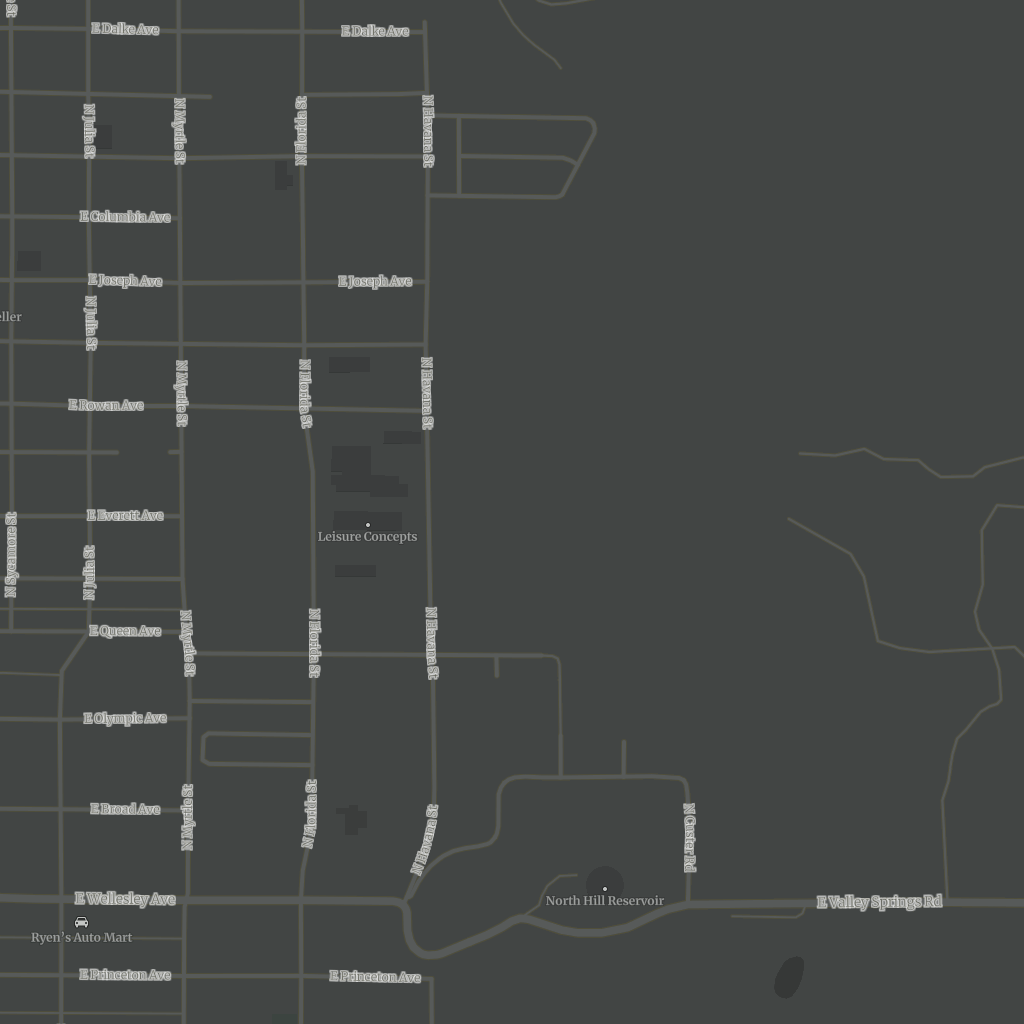 St
E Dalke Ave
E Dalke Ave
N Julia St
N Myrtle St
N Florida St
N Havana St
E Columbia Ave
E Joseph Ave
E Joseph Ave
N Julia St
eller
N Myrtle St
N Florida St
N Havana St
E Rowan Ave
E Everett Ave
Leisure Concepts
N Sycamore St
N Julia St
E Queen Ave
N Myrtle St
N Florida St
N Havana St
E Olympic Ave
E Broad Ave
N Myrtle St
N Florida St
N Havana St
N Custer Rd
E Wellesley Ave
North Hill Reservoir
E Valley Springs Rd
Ryen's Auto Mart
E Princeton Ave
E Princeton Ave